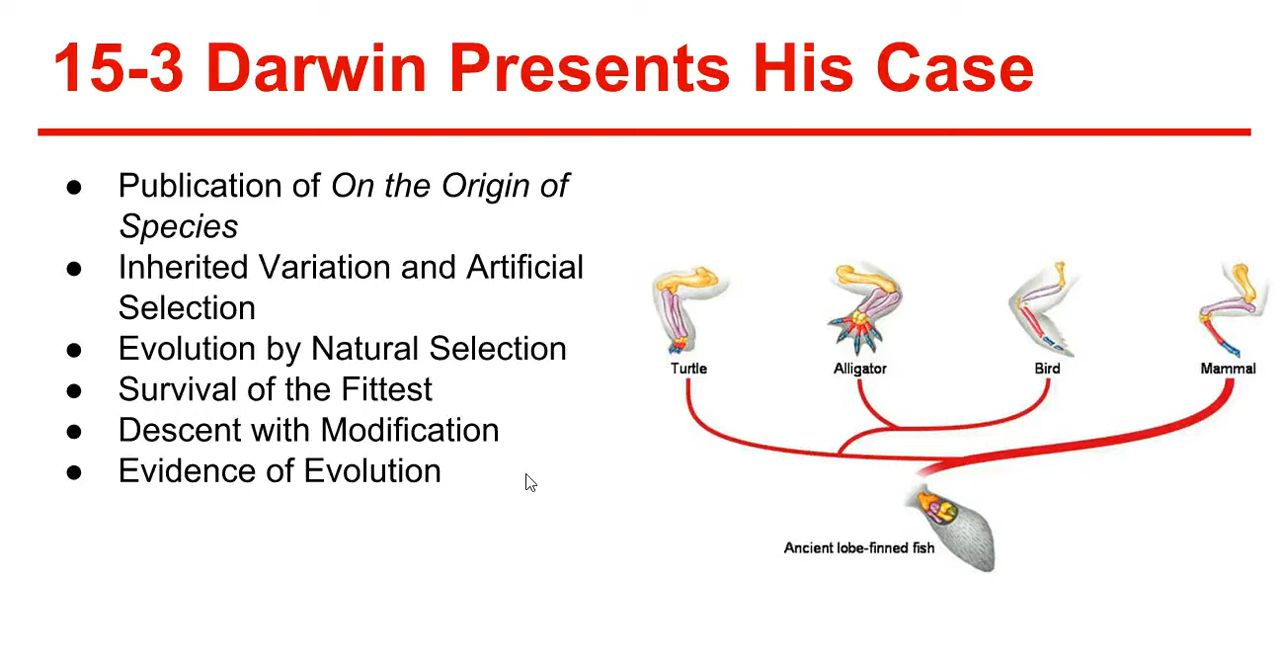 15-3 Darwin Presents His Case
● Publication of On the Origin of
Species
● Inherited Variation and Artificial
Selection
● Evolution by Natural Selection
● Survival of the Fittest
● Descent with Modification
● Evidence of Evolution
Turtle
Alligator
Bird
Mammal
Ancient lobe-finned fish